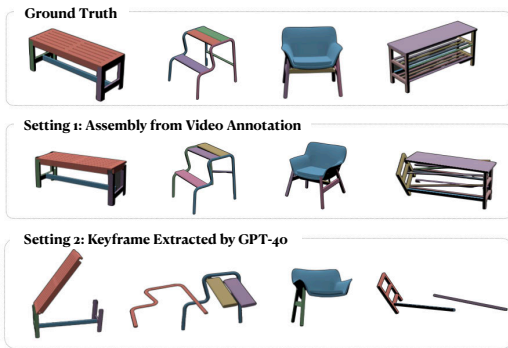 Ground Truth
Setting 1: Assembly from Video Annotation
Setting 2: Keyframe Extracted by GPT-4o